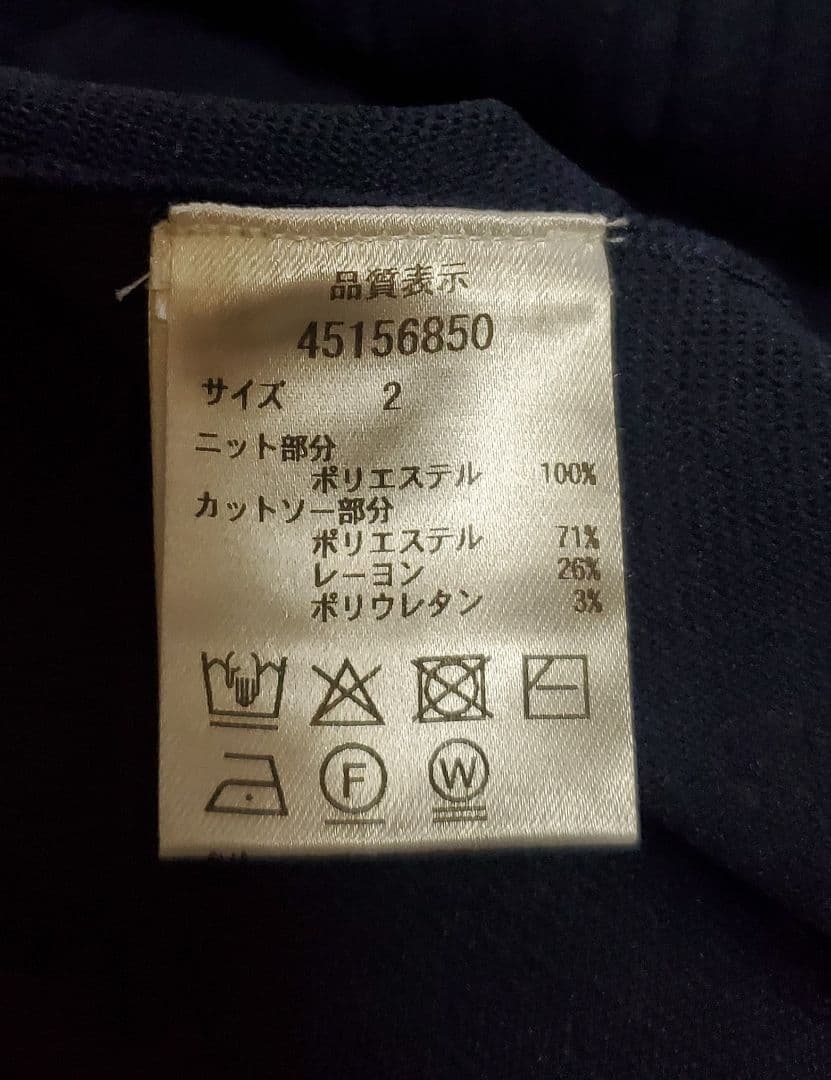 品質表示
45156850
サイズ 2
ニット部分
ポリエステル 100%
カットソー部分
ポリエステル 71%
レーヨン 26%
ポリウレタン 3%
F W